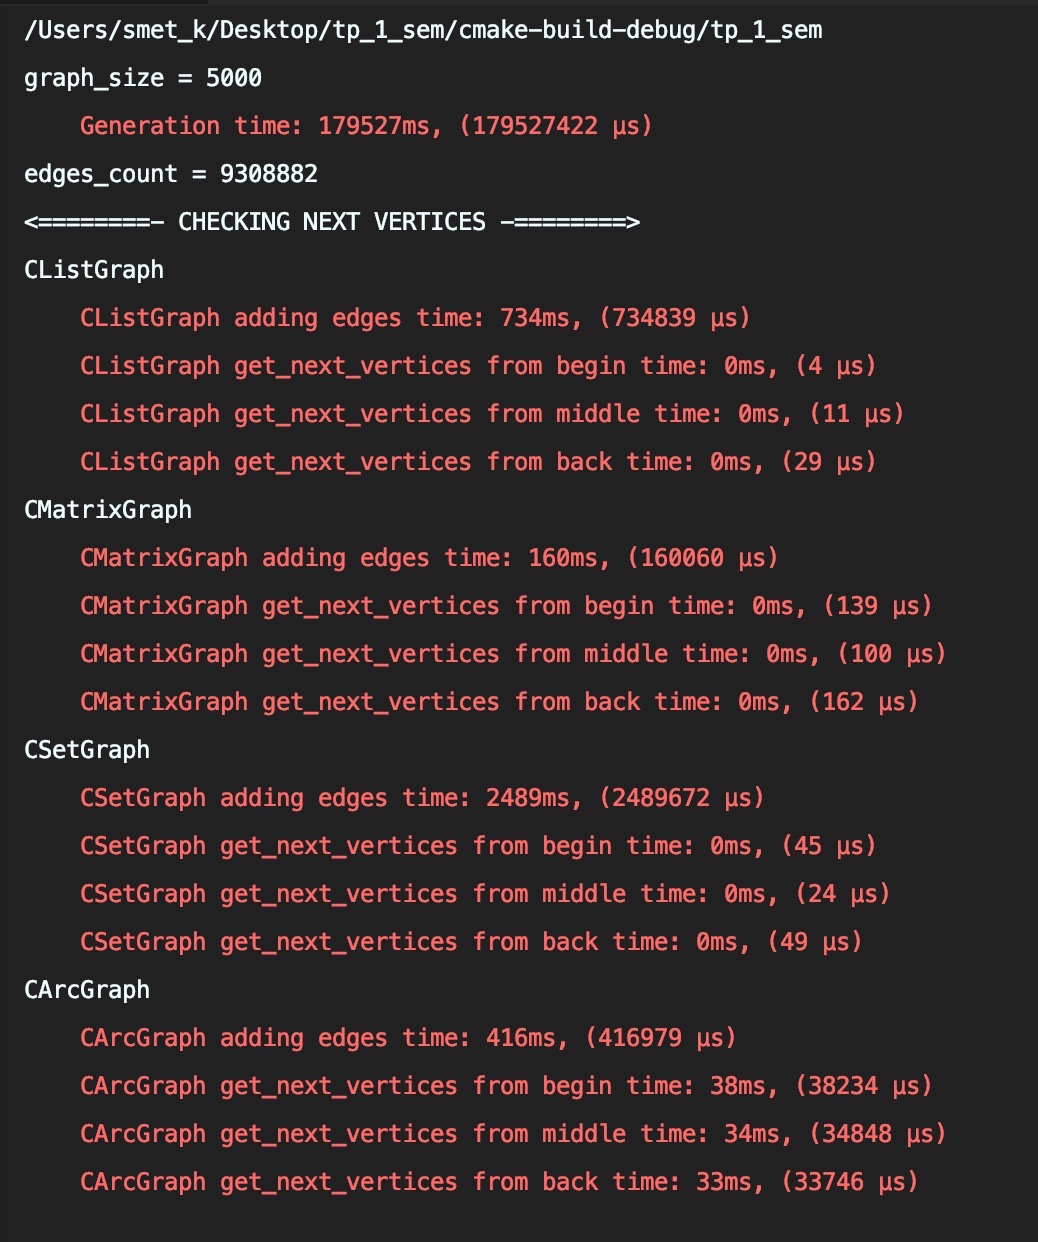 /Users/smet_k/Desktop/tp_1_sem/cmake-build-debug/tp_1_sem
graph_size = 5000
Generation time: 179527ms, (179527422 µs)
edges_count = 9308882
<========- CHECKING NEXT VERTICES -========>
CListGraph
CListGraph adding edges time: 734ms, (734839 µs)
CListGraph get_next_vertices from begin time: 0ms, (4 µs)
CListGraph get_next_vertices from middle time: 0ms, (11 µs)
CListGraph get_next_vertices from back time: 0ms, (29 µs)
CMatrixGraph
CMatrixGraph adding edges time: 160ms, (160060 µs)
CMatrixGraph get_next_vertices from begin time: 0ms, (139 µs)
CMatrixGraph get_next_vertices from middle time: 0ms, (100 µs)
CMatrixGraph get_next_vertices from back time: 0ms, (162 µs)
CSetGraph
CSetGraph adding edges time: 2489ms, (2489672 µs)
CSetGraph get_next_vertices from begin time: 0ms, (45 µs)
CSetGraph get_next_vertices from middle time: 0ms, (24 µs)
CSetGraph get_next_vertices from back time: 0ms, (49 µs)
CArcGraph
CArcGraph adding edges time: 416ms, (416979 µs)
CArcGraph get_next_vertices from begin time: 38ms, (38234 µs)
CArcGraph get_next_vertices from middle time: 34ms, (34848 µs)
CArcGraph get_next_vertices from back time: 33ms, (33746 µs)